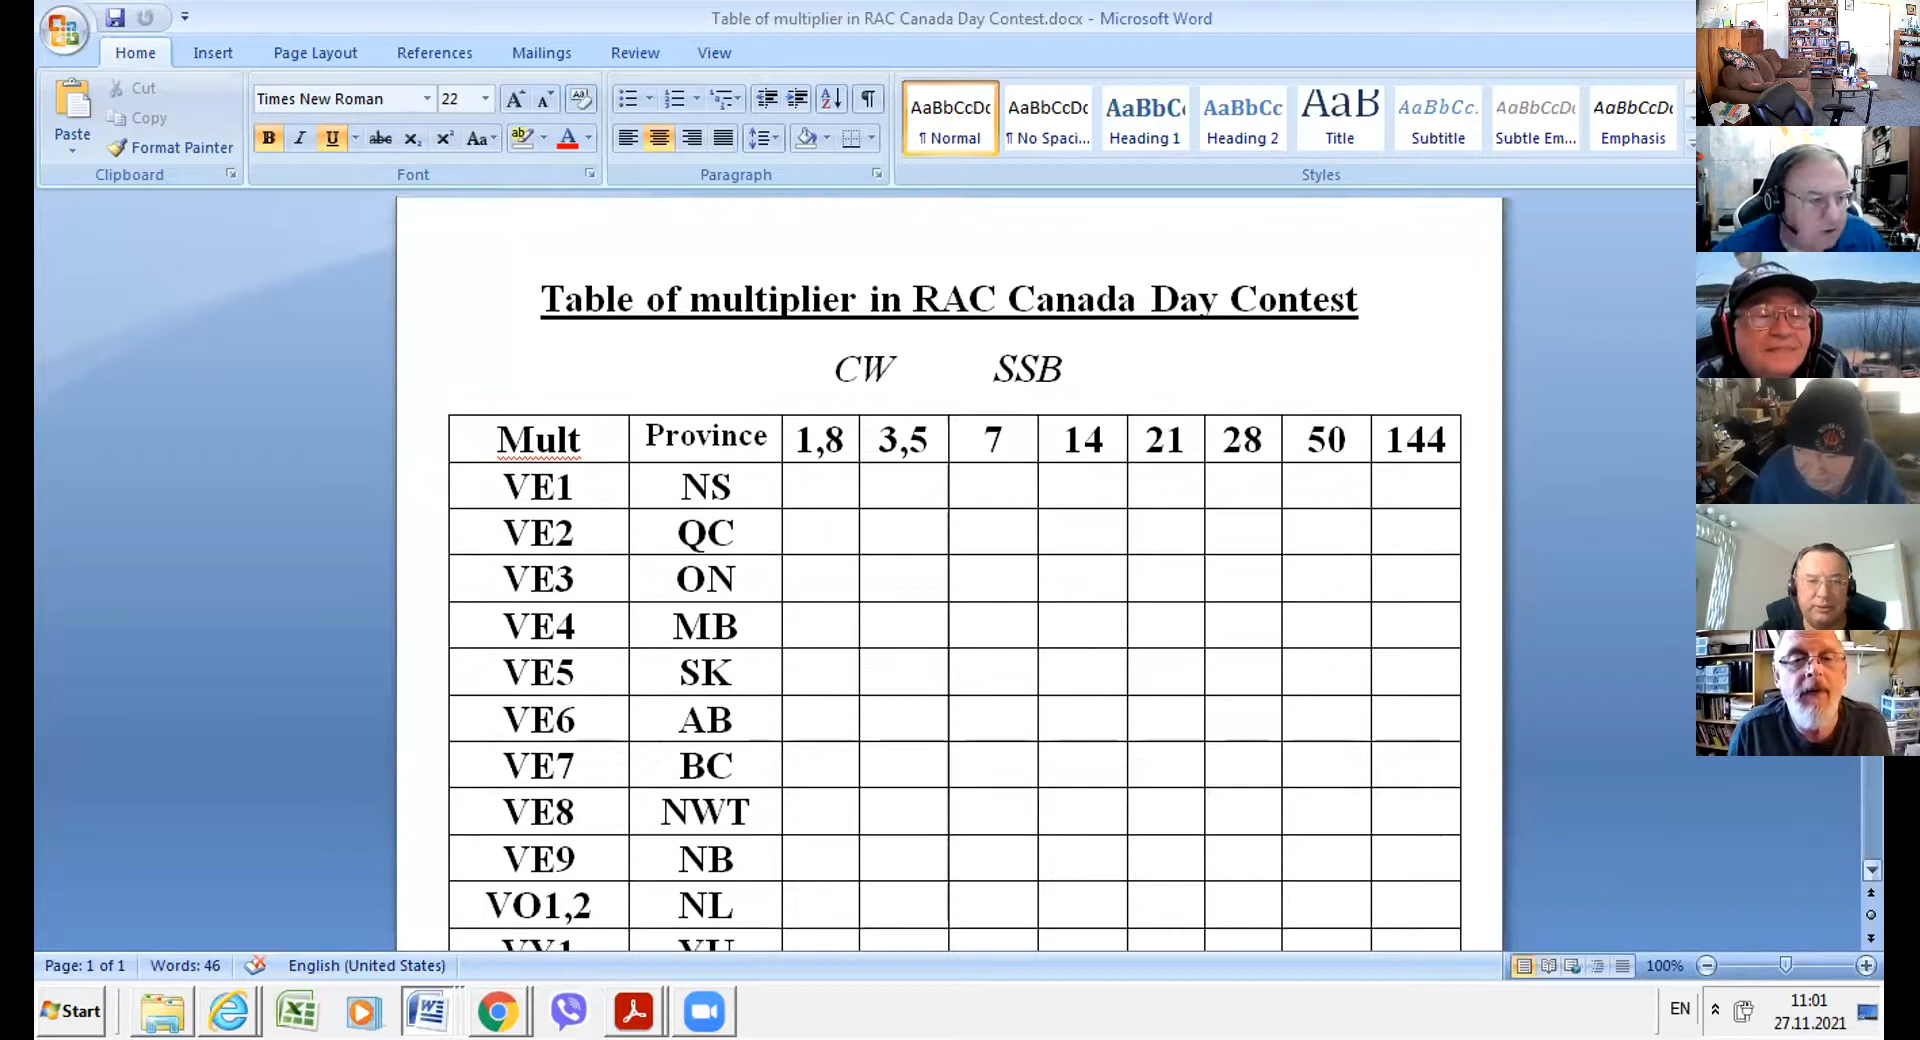 Table of multiplier in RAC Canada Day Contest.docx - Microsoft Word
Home Insert Page Layout References Mailings Review View
Paste
Cut
Copy
Format Painter
Clipboard
Times New Roman 22
B I U abc X₂ X² Aa
Font
Paragraph
AaBbCcDc AaBbCcDc AaBbC AaBbCc AaB AaBbCc. AaBbCcDc AaBbCcDc
¶ Normal ¶ No Spaci... Heading 1 Heading 2 Title Subtitle Subtle Em... Emphasis
Styles
Table of multiplier in RAC Canada Day Contest
CW SSB
Mult Province 1,8 3,5 7 14 21 28 50 144
VE1 NS
VE2 QC
VE3 ON
VE4 MB
VE5 SK
VE6 AB
VE7 BC
VE8 NWT
VE9 NB
VO1,2 NL
Page: 1 of 1 Words: 46 English (United States) 100%
Start EN 11:01
27.11.2021